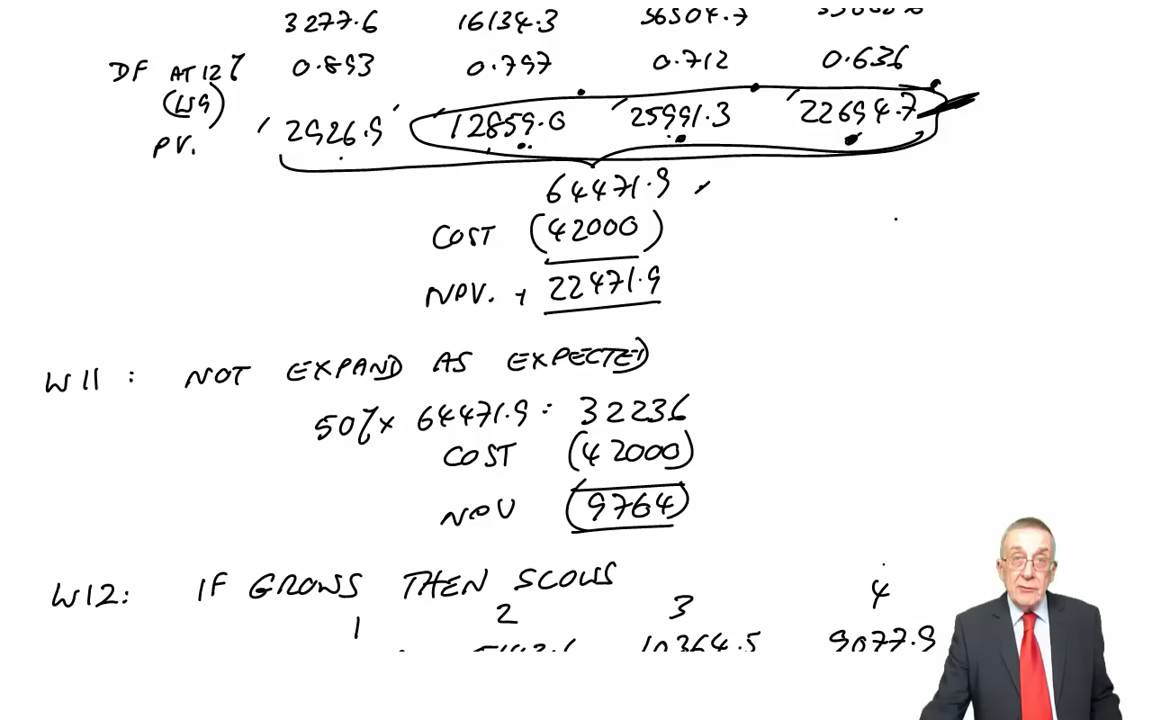 3277.6 16134.3 36504.7
DF AT 12% 0.893 0.797 0.712 0.636
(W9)
PV. 2926.9 12859.0 25991.3 22694.7
64471.9
COST (42000)
NPV. + 22471.9
W11 : NOT EXPAND AS EXPECTED
50% x 64471.9 = 32236
COST (42000)
NPV (9764)
W12: IF GROWS THEN SLOWS
1 2 3 4
10364.5 9077.9